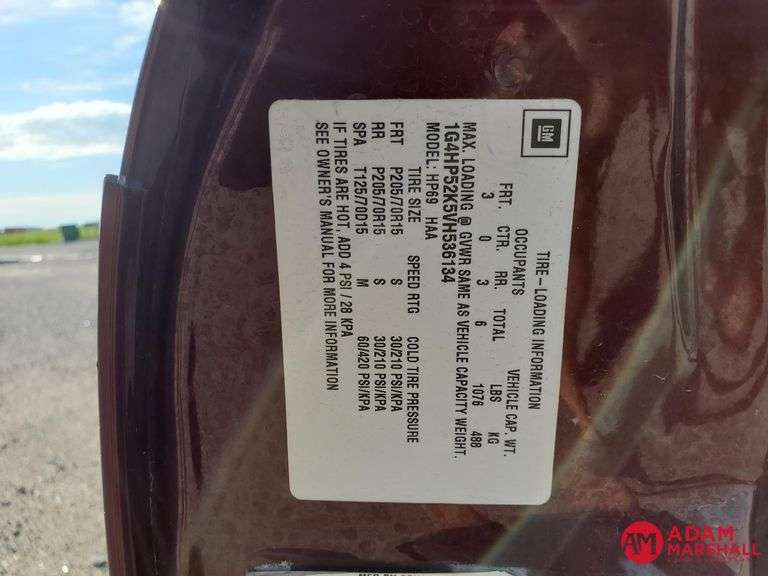 GM
TIRE-LOADING INFORMATION
OCCUPANTS VEHICLE CAP. WT.
FRT. CTR. RR. TOTAL LBS KG
3 0 3 6 1076 488
MAX. LOADING @ GVWR SAME AS VEHICLE CAPACITY WEIGHT.
1G4HP52K5VH536134
MODEL: HP69 HAA
TIRE SIZE SPEED RTG COLD TIRE PRESSURE
FRT P205/70R15 S 30/210 PSI/KPA
RR P205/70R15 S 30/210 PSI/KPA
SPA T125/70D15 M 60/420 PSI/KPA
IF TIRES ARE HOT, ADD 4 PSI / 28 KPA
SEE OWNER'S MANUAL FOR MORE INFORMATION
AM ADAM
MARSHALL